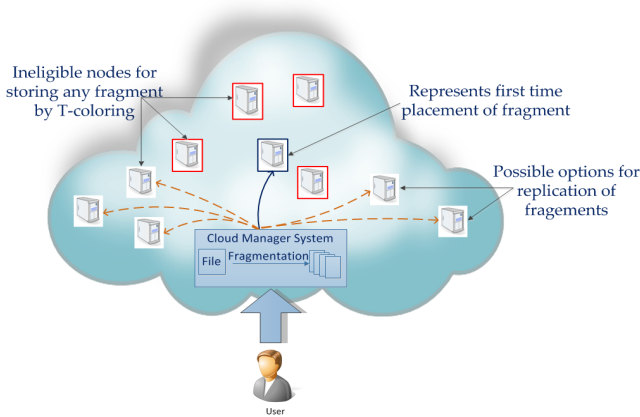 Ineligible nodes for
storing any fragment
by T-coloring
Represents first time
placement of fragment
Possible options for
replication of
fragements
Cloud Manager System
File
Fragmentation
User